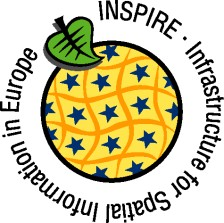 INSPIRE · Infrastructure for Spatial Information in Europe